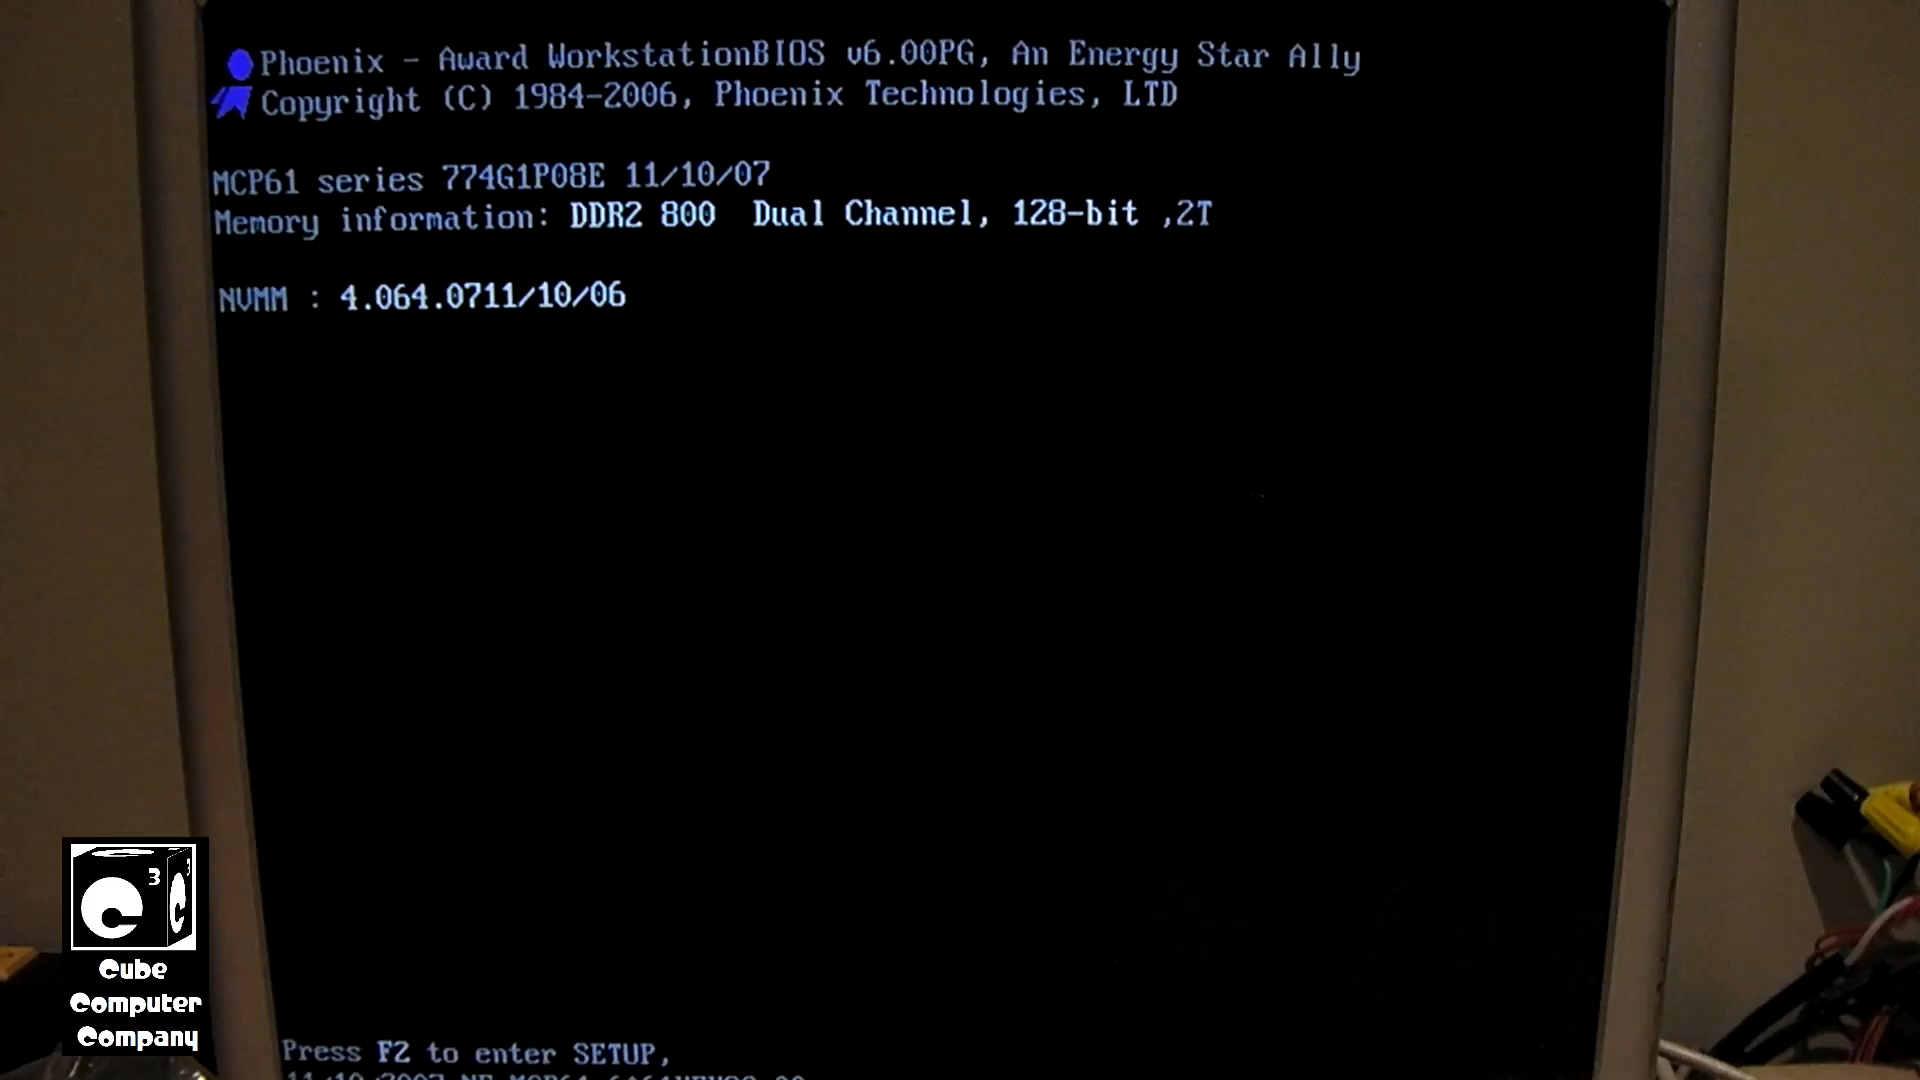 Phoenix - Award WorkstationBIOS v6.00PG, An Energy Star Ally
Copyright (C) 1984-2006, Phoenix Technologies, LTD
MCP61 series 774G1P08E 11/10/07
Memory information: DDR2 800 Dual Channel, 128-bit ,2T
NVMM : 4.064.0711/10/06
Press F2 to enter SETUP,
C3
C3
Cube
Computer
Company